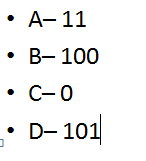 • A– 11
• B– 100
• C– 0
• D– 101